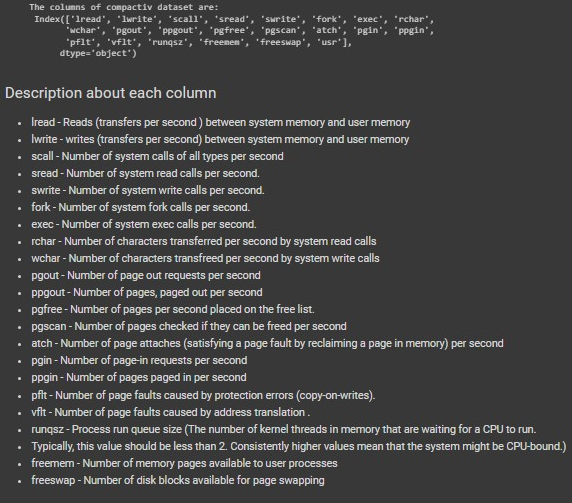 The columns of compactiv dataset are:
Index(['lread', 'lwrite', 'scall', 'sread', 'swrite', 'fork', 'exec', 'rchar',
'wchar', 'pgout', 'ppgout', 'pgfree', 'pgscan', 'atch', 'pgin', 'ppgin',
'pflt', 'vflt', 'runqsz', 'freemem', 'freeswap', 'usr'],
dtype='object')
Description about each column
• lread - Reads (transfers per second ) between system memory and user memory
• lwrite - writes (transfers per second) between system memory and user memory
• scall - Number of system calls of all types per second
• sread - Number of system read calls per second.
• swrite - Number of system write calls per second.
• fork - Number of system fork calls per second.
• exec - Number of system exec calls per second.
• rchar - Number of characters transferred per second by system read calls
• wchar - Number of characters transfreed per second by system write calls
• pgout - Number of page out requests per second
• ppgout - Number of pages, paged out per second
• pgfree - Number of pages per second placed on the free list.
• pgscan - Number of pages checked if they can be freed per second
• atch - Number of page attaches (satisfying a page fault by reclaiming a page in memory) per second
• pgin - Number of page-in requests per second
• ppgin - Number of pages paged in per second
• pflt - Number of page faults caused by protection errors (copy-on-writes).
• vflt - Number of page faults caused by address translation .
• runqsz - Process run queue size (The number of kernel threads in memory that are waiting for a CPU to run.
• Typically, this value should be less than 2. Consistently higher values mean that the system might be CPU-bound.)
• freemem - Number of memory pages available to user processes
• freeswap - Number of disk blocks available for page swapping